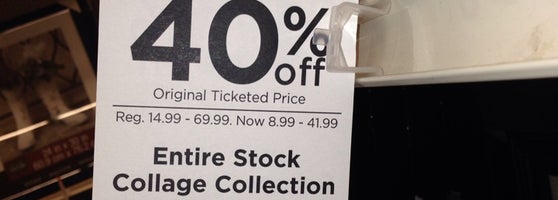 40% off
Original Ticketed Price
Reg. 14.99 - 69.99. Now 8.99 - 41.99
Entire Stock
Collage Collection